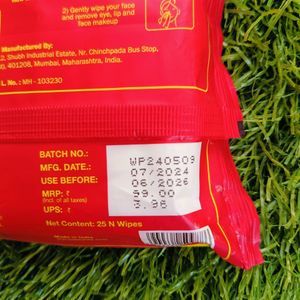 2) Gently wipe your face
and remove eye, lip and
face makeup
Manufactured By:
2, Shubh Industrial Estate, Nr. Chinchpada Bus Stop,
401208, Mumbai, Maharashtra, India.
L. No.: MH - 103230
BATCH NO.: WP240509
MFG. DATE: 07/2024
USE BEFORE: 06/2026
MRP: ₹ 99.00
(Incl. of all taxes)
UPS: ₹ 3.96
Net Content: 25 N Wipes
Made in India